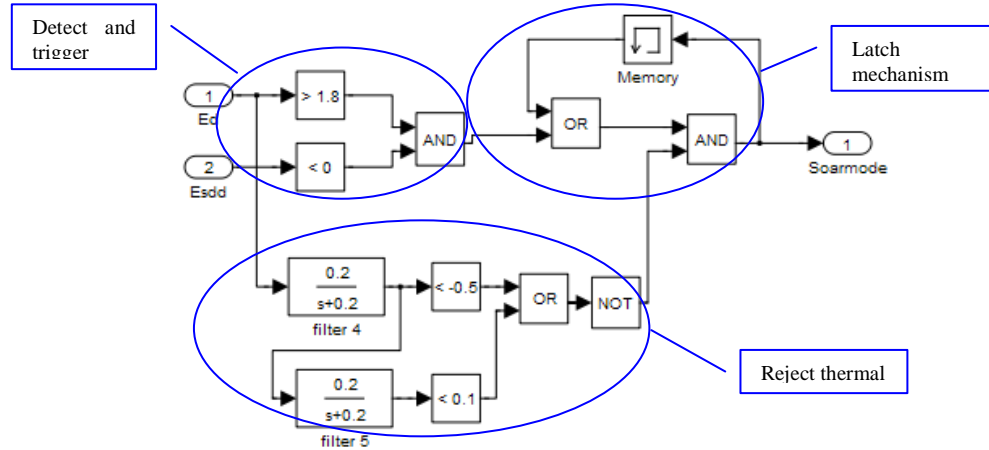 Detect and
trigger
Latch
mechanism
Memory
1
Ed
> 1.8
AND
OR
AND
1
Soarmode
2
Esdd
< 0
0.2
s+0.2
filter 4
< -0.5
OR
NOT
0.2
s+0.2
filter 5
< 0.1
Reject thermal